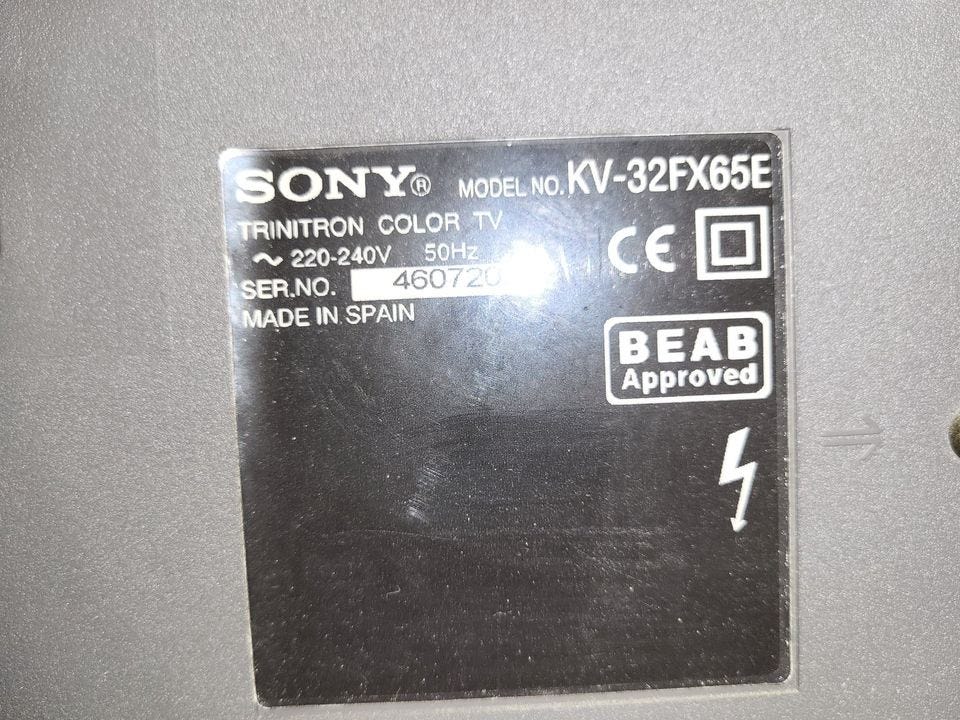 SONY®
MODEL NO. KV-32FX65E
TRINITRON COLOR TV
~ 220-240V 50Hz
SER.NO. 460720
MADE IN SPAIN
CE
BEAB
Approved